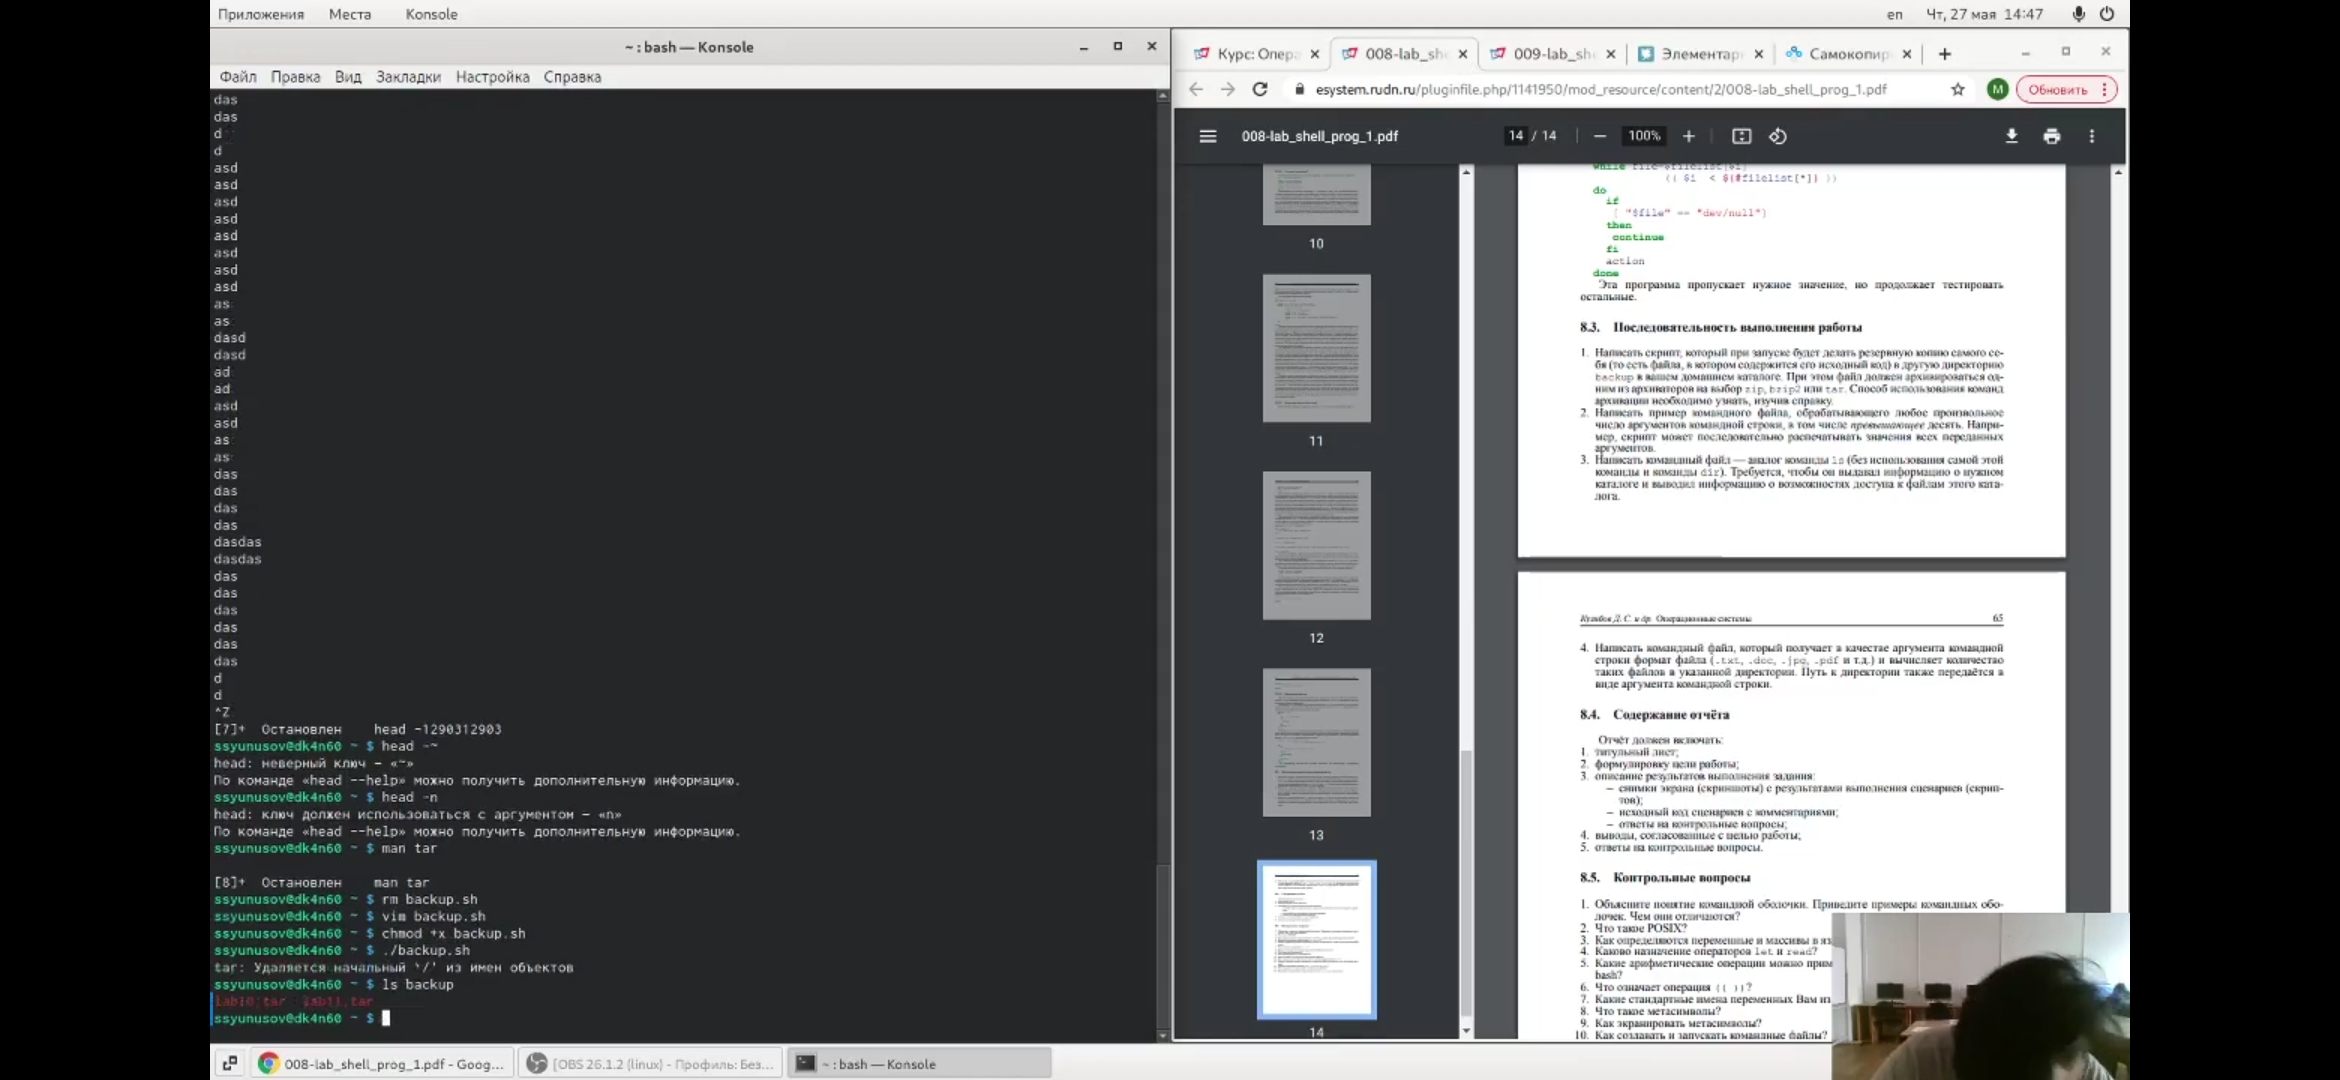 Приложения Места Konsole
en Чт, 27 мая 14:47
~ : bash — Konsole
Файл Правка Вид Закладки Настройка Справка
das
das
d
d
asd
asd
asd
asd
asd
asd
asd
asd
as
as
dasd
dasd
ad
ad
asd
asd
as
as
das
das
das
das
dasdas
dasdas
das
das
das
das
das
das
d
d
^Z
[7]+ Остановлен head -1290312903
ssyunusov@dk4n60 ~ $ head -~
head: неверный ключ — «~»
По команде «head --help» можно получить дополнительную информацию.
ssyunusov@dk4n60 ~ $ head -n
head: ключ должен использоваться с аргументом — «n»
По команде «head --help» можно получить дополнительную информацию.
ssyunusov@dk4n60 ~ $ man tar
[8]+ Остановлен man tar
ssyunusov@dk4n60 ~ $ rm backup.sh
ssyunusov@dk4n60 ~ $ vim backup.sh
ssyunusov@dk4n60 ~ $ chmod +x backup.sh
ssyunusov@dk4n60 ~ $ ./backup.sh
tar: Удаляется начальный `/' из имен объектов
ssyunusov@dk4n60 ~ $ ls backup
lab10.tar lab11.tar
ssyunusov@dk4n60 ~ $
Курс: Опера
008-lab_sh
009-lab_sh
Элементар
Самокопир
esystem.rudn.ru/pluginfile.php/1141950/mod_resource/content/2/008-lab_shell_prog_1.pdf
М
Обновить
008-lab_shell_prog_1.pdf
14 / 14
100%
10
11
12
13
14
while file=$filelist[$i]
(( $i < ${#filelist[*]} ))
do
if
[ "$file" == "dev/null"]
then
continue
fi
action
done
Эта программа пропускает нужное значение, но продолжает тестировать
остальные.
8.3. Последовательность выполнения работы
1. Написать скрипт, который при запуске будет делать резервную копию самого се-
бя (то есть файла, в котором содержится его исходный код) в другую директорию
backup в вашем домашнем каталоге. При этом файл должен архивироваться од-
ним из архиваторов на выбор zip, bzip2 или tar. Способ использования команд
архивации необходимо узнать, изучив справку.
2. Написать пример командного файла, обрабатывающего любое произвольное
число аргументов командной строки, в том числе превышающее десять. Напри-
мер, скрипт может последовательно распечатывать значения всех переданных
аргументов.
3. Написать командный файл — аналог команды ls (без использования самой этой
команды и команды dir). Требуется, чтобы он выдавал информацию о нужном
каталоге и выводил информацию о возможностях доступа к файлам этого ката-
лога.
Кулябов Д. С. и др. Операционные системы 65
4. Написать командный файл, который получает в качестве аргумента командной
строки формат файла (.txt, .doc, .jpg, .pdf и т.д.) и вычисляет количество
таких файлов в указанной директории. Путь к директории также передаётся в
виде аргумента командной строки.
8.4. Содержание отчёта
Отчёт должен включать:
1. титульный лист;
2. формулировку цели работы;
3. описание результатов выполнения задания:
– снимки экрана (скриншоты) с результатами выполнения сценариев (скрип-
тов);
– исходный код сценариев с комментариями;
– ответы на контрольные вопросы;
4. выводы, согласованные с целью работы;
5. ответы на контрольные вопросы.
8.5. Контрольные вопросы
1. Объясните понятие командной оболочки. Приведите примеры командных обо-
лочек. Чем они отличаются?
2. Что такое POSIX?
3. Как определяются переменные и массивы в яз
4. Каково назначение операторов let и read?
5. Какие арифметические операции можно прим
bash?
6. Что означает операция (( ))?
7. Какие стандартные имена переменных Вам из
8. Что такое метасимволы?
9. Как экранировать метасимволы?
10. Как создавать и запускать командные файлы?
008-lab_shell_prog_1.pdf - Goog...
[OBS 26.1.2 (linux) - Профиль: Без...
~ : bash — Konsole